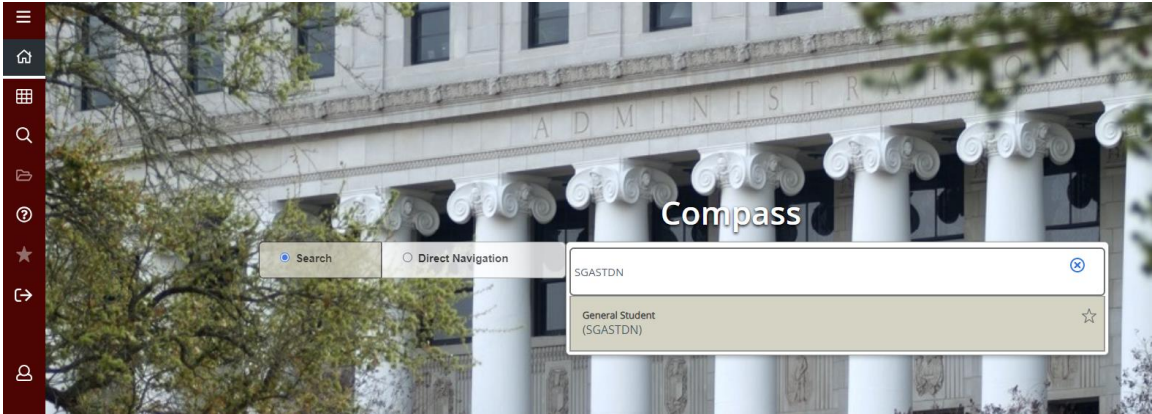 ADMINISTRATION
Compass
Search
Direct Navigation
SGASTDN
General Student
(SGASTDN)